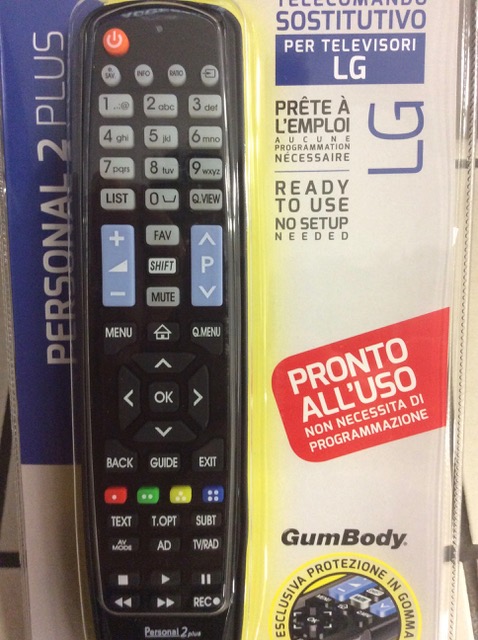 TELECOMANDO
SOSTITUTIVO
PER TELEVISORI
LG
PRÊTE À
L'EMPLOI
AUCUNE
PROGRAMMATION
NÉCESSAIRE
READY
TO USE
NO SETUP
NEEDED
LG
PERSONAL 2 PLUS
PRONTO
ALL'USO
NON NECESSITA DI
PROGRAMMAZIONE
GumBody
ESCLUSIVA PROTEZIONE IN GOMMA
SAV. INFO RATIO
1 .:@ 2 abc 3 def
4 ghi 5 jkl 6 mno
7 pqrs 8 tuv 9 wxyz
LIST 0 Q.VIEW
+ FAV
SHIFT P
− MUTE
MENU Q.MENU
OK
BACK GUIDE EXIT
TEXT T.OPT SUBT
AV MODE AD TV/RAD
REC
Personal 2 plus